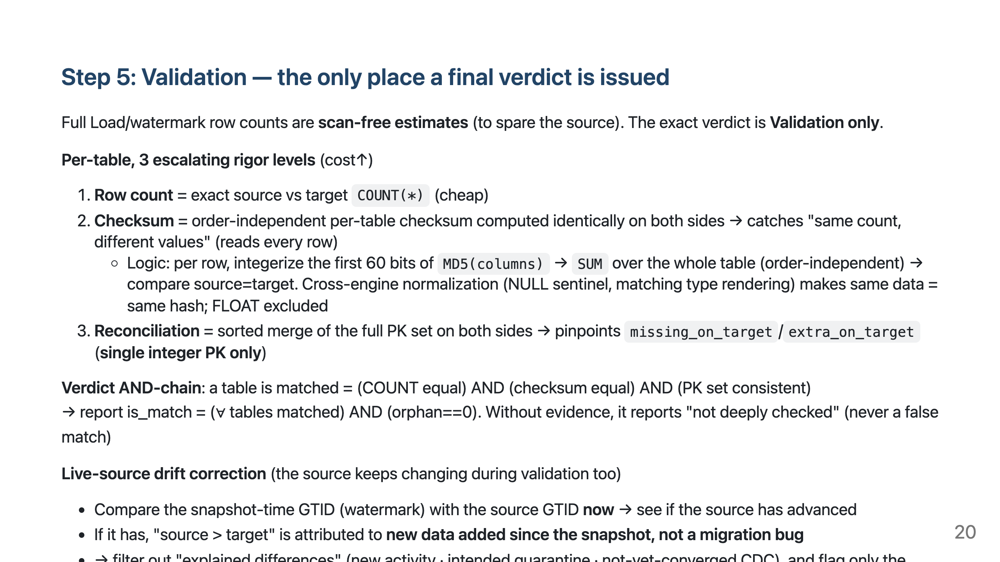 Step 5: Validation — the only place a final verdict is issued
Full Load/watermark row counts are scan-free estimates (to spare the source). The exact verdict is Validation only.
Per-table, 3 escalating rigor levels (cost↑)
1. Row count = exact source vs target COUNT(*) (cheap)
2. Checksum = order-independent per-table checksum computed identically on both sides → catches "same count,
different values" (reads every row)
○ Logic: per row, integerize the first 60 bits of MD5(columns) → SUM over the whole table (order-independent) →
compare source=target. Cross-engine normalization (NULL sentinel, matching type rendering) makes same data =
same hash; FLOAT excluded
3. Reconciliation = sorted merge of the full PK set on both sides → pinpoints missing_on_target/extra_on_target
(single integer PK only)
Verdict AND-chain: a table is matched = (COUNT equal) AND (checksum equal) AND (PK set consistent)
→ report is_match = (∀ tables matched) AND (orphan==0). Without evidence, it reports "not deeply checked" (never a false
match)
Live-source drift correction (the source keeps changing during validation too)
• Compare the snapshot-time GTID (watermark) with the source GTID now → see if the source has advanced
• If it has, "source > target" is attributed to new data added since the snapshot, not a migration bug
20
• → filter out "explained differences" (new activity · intended quarantine · not-yet-converged CDC), and flag only the